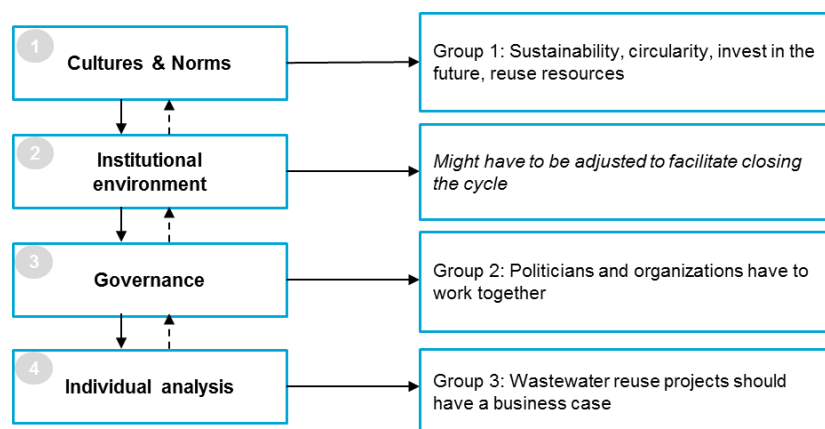 1
Cultures & Norms
Group 1: Sustainability, circularity, invest in the
future, reuse resources
2
Institutional
environment
Might have to be adjusted to facilitate closing
the cycle
3
Governance
Group 2: Politicians and organizations have to
work together
4
Individual analysis
Group 3: Wastewater reuse projects should
have a business case